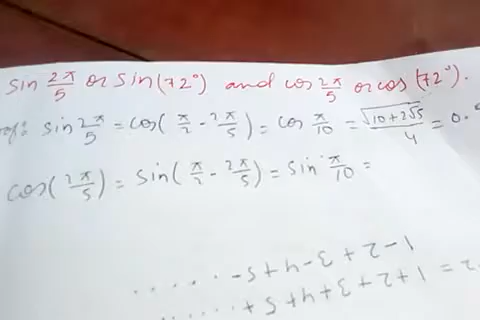 sin 2π/5 or sin(72°) and cos 2π/5 or cos(72°).
sin 2π/5 = cos(π/2 - 2π/5) = cos π/10 = √(10+2√5)/4 = 0.
cos(2π/5) = sin(π/2 - 2π/5) = sin π/10 =
1-2+3-4+5- . . . . . .
= 1+2+3+4+5+ . . . . . .